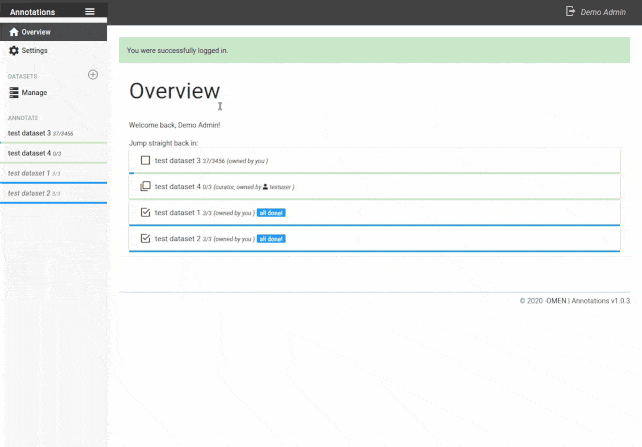 Annotations
Demo Admin
Overview
Settings
DATASETS
Manage
ANNOTATE
test dataset 3 37/3456
test dataset 4 0/3
test dataset 1 3/3
test dataset 2 3/3
You were successfully logged in.
Overview
Welcome back, Demo Admin!
Jump straight back in:
test dataset 3 37/3456 (owned by you )
test dataset 4 0/3 (curator, owned by testuser )
test dataset 1 3/3 (owned by you ) all done!
test dataset 2 3/3 (owned by you ) all done!
© 2020 ·OMEN | Annotations v1.0.3